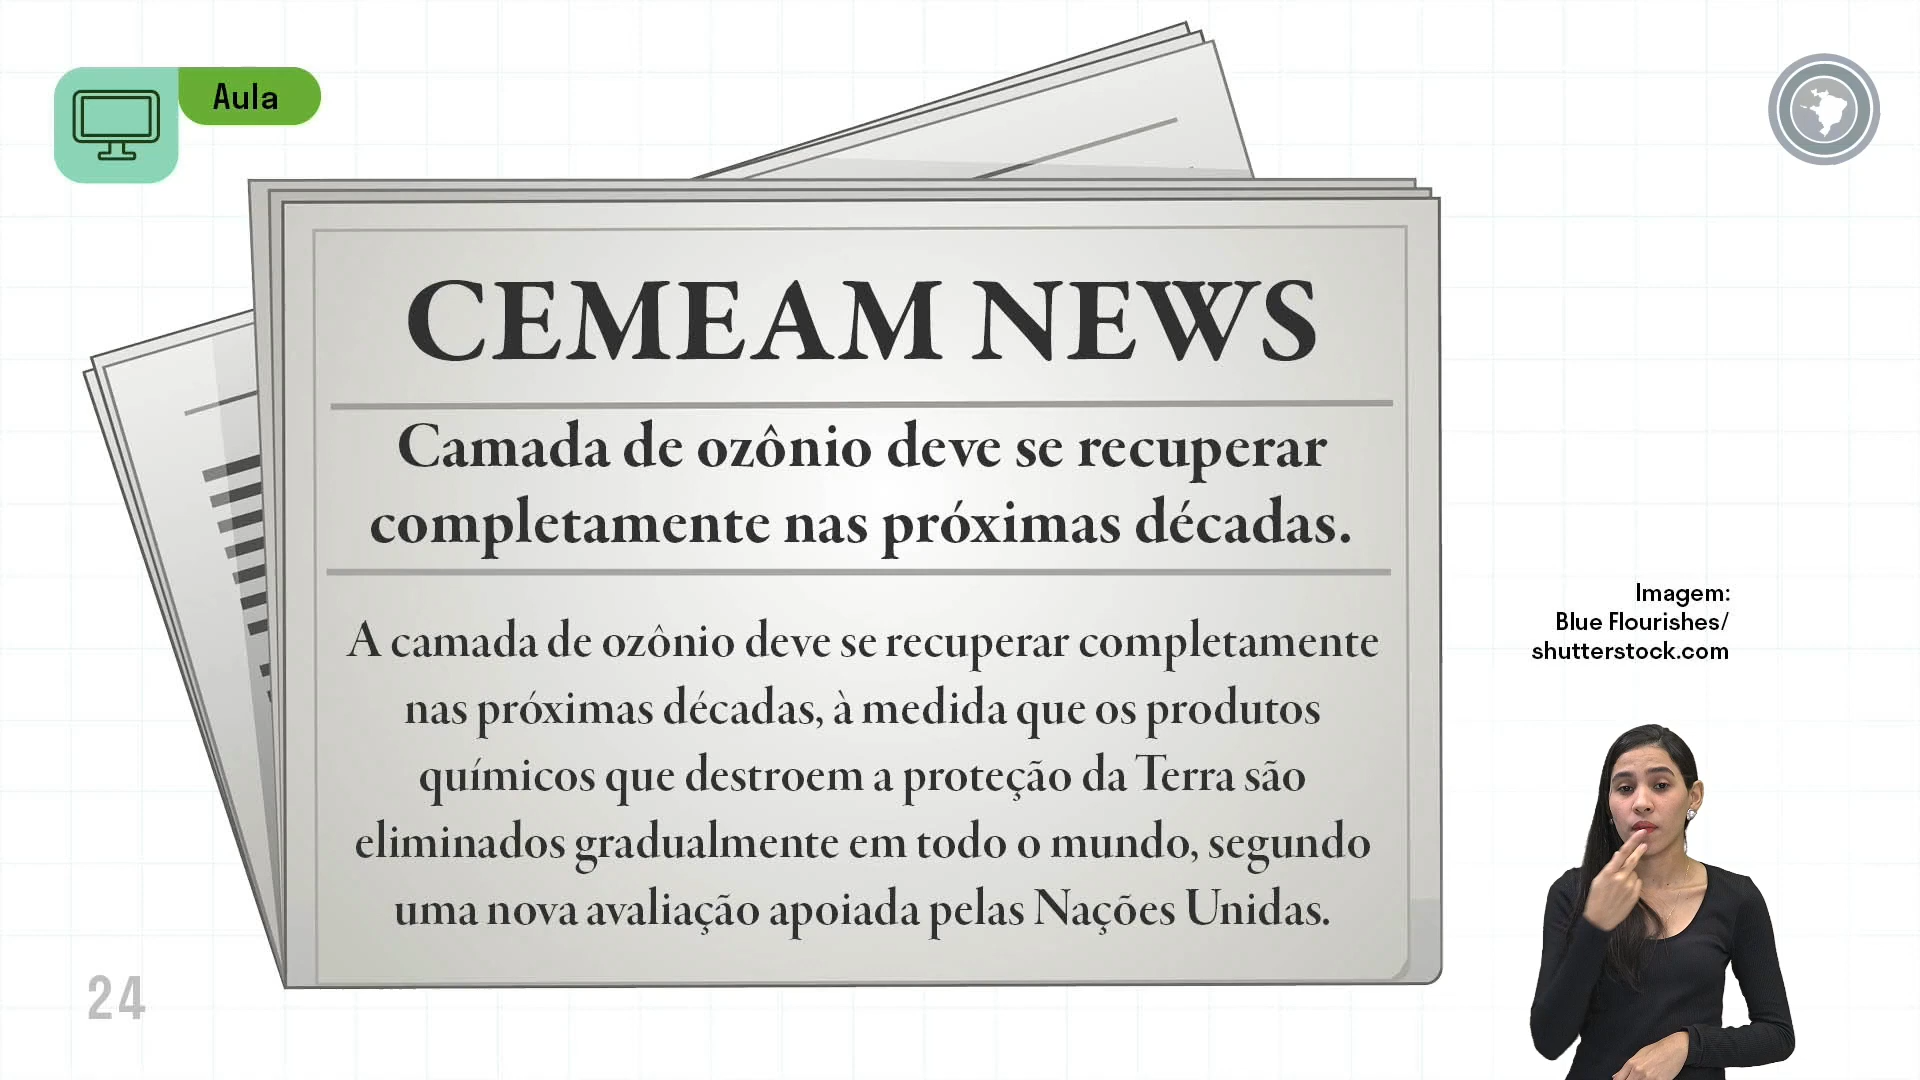 Aula
CEMEAM NEWS
Camada de ozônio deve se recuperar
completamente nas próximas décadas.
A camada de ozônio deve se recuperar completamente
nas próximas décadas, à medida que os produtos
químicos que destroem a proteção da Terra são
eliminados gradualmente em todo o mundo, segundo
uma nova avaliação apoiada pelas Nações Unidas.
Imagem:
Blue Flourishes/
shutterstock.com
24